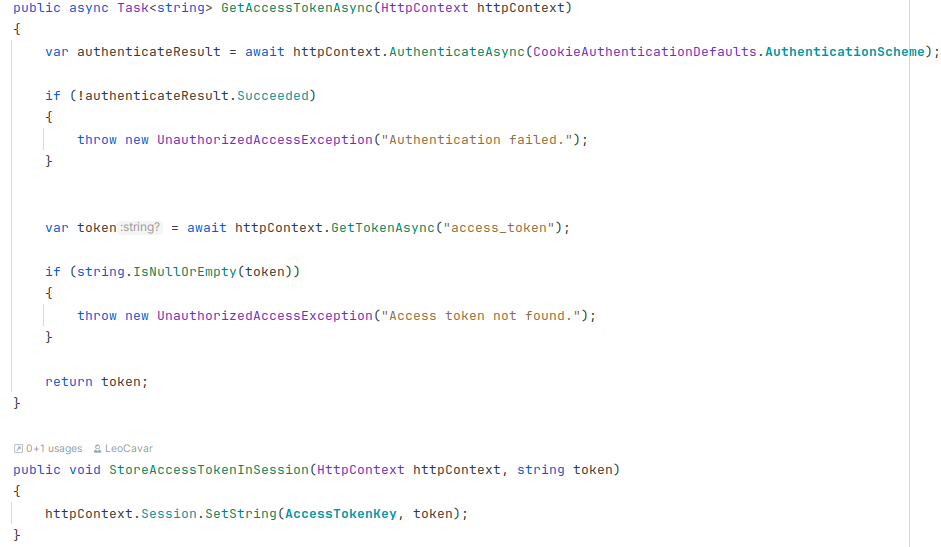 public async Task<string> GetAccessTokenAsync(HttpContext httpContext)
{
    var authenticateResult = await httpContext.AuthenticateAsync(CookieAuthenticationDefaults.AuthenticationScheme);
    if (!authenticateResult.Succeeded)
    {
        throw new UnauthorizedAccessException("Authentication failed.");
    }
    var token :string? = await httpContext.GetTokenAsync("access_token");
    if (string.IsNullOrEmpty(token))
    {
        throw new UnauthorizedAccessException("Access token not found.");
    }
    return token;
}
0+1 usages LeoCavar
public void StoreAccessTokenInSession(HttpContext httpContext, string token)
{
    httpContext.Session.SetString(AccessTokenKey, token);
}